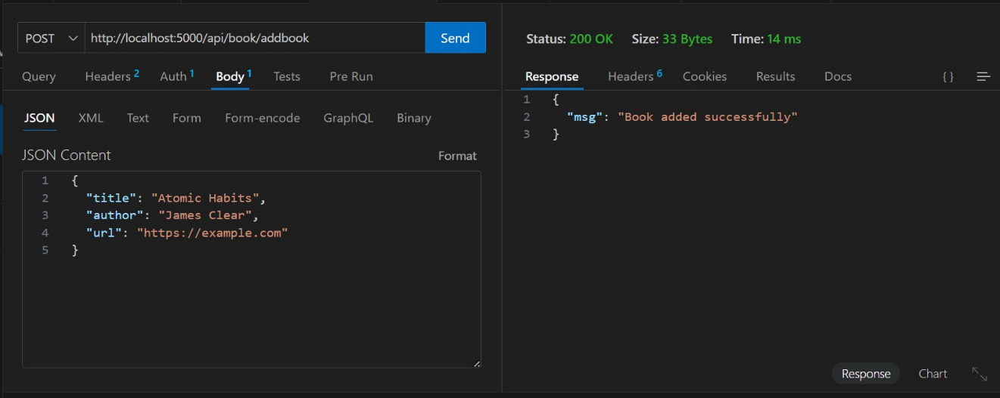 POST http://localhost:5000/api/book/addbook Send
Query Headers 2 Auth 1 Body 1 Tests Pre Run
JSON XML Text Form Form-encode GraphQL Binary
JSON Content Format
1 {
2 "title": "Atomic Habits",
3 "author": "James Clear",
4 "url": "https://example.com"
5 }
Status: 200 OK Size: 33 Bytes Time: 14 ms
Response Headers 6 Cookies Results Docs { }
1 {
2 "msg": "Book added successfully"
3 }
Response Chart